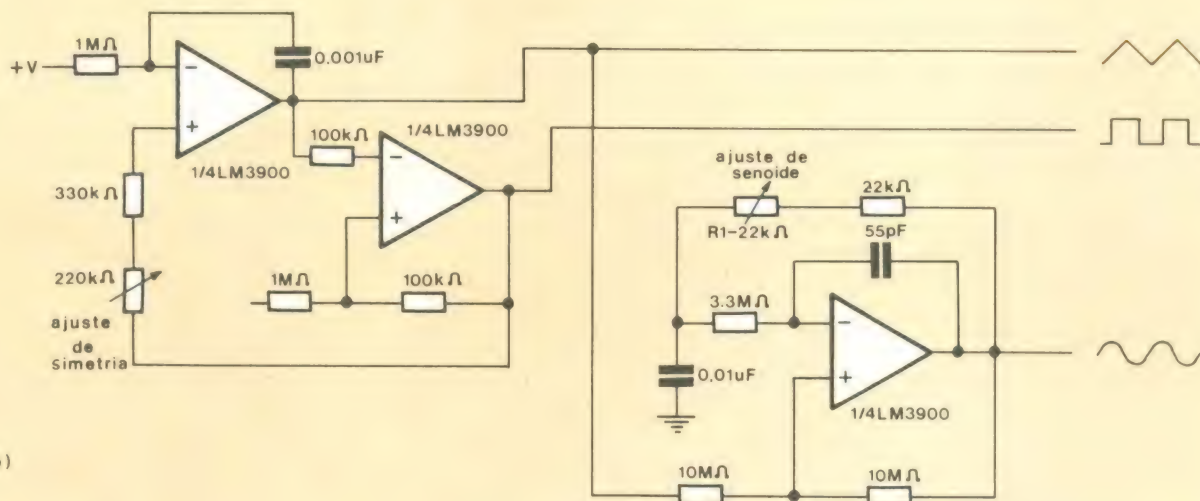 1MΩ
+V
0.001uF
-
+
1/4LM3900
330kΩ
220kΩ
ajuste
de
simetria
100kΩ
1/4LM3900
-
+
1MΩ
100kΩ
ajuste de
senoide
R1-22kΩ
22kΩ
55pF
3.3MΩ
-
+
0,01uF
1/4LM3900
10MΩ
10MΩ
)